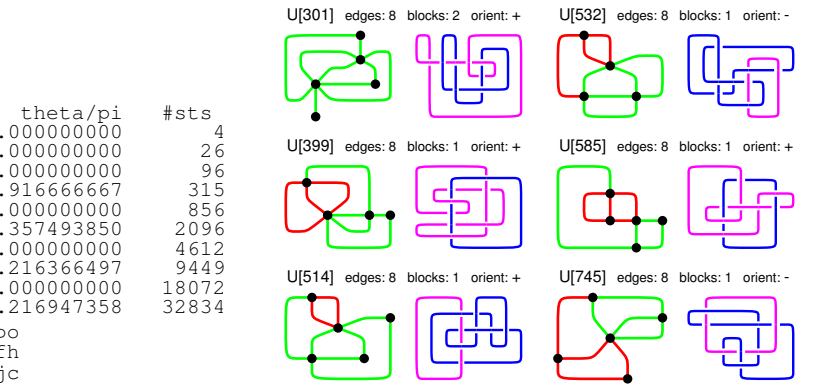 U[301] edges: 8 blocks: 2 orient: +
U[532] edges: 8 blocks: 1 orient: -
theta/pi #sts
.000000000 4
.000000000 26
.000000000 96
.916666667 315
.000000000 856
.357493850 2096
.000000000 4612
.216366497 9449
.000000000 18072
.216947358 32834
U[399] edges: 8 blocks: 1 orient: +
U[585] edges: 8 blocks: 1 orient: +
U[514] edges: 8 blocks: 1 orient: +
U[745] edges: 8 blocks: 1 orient: -